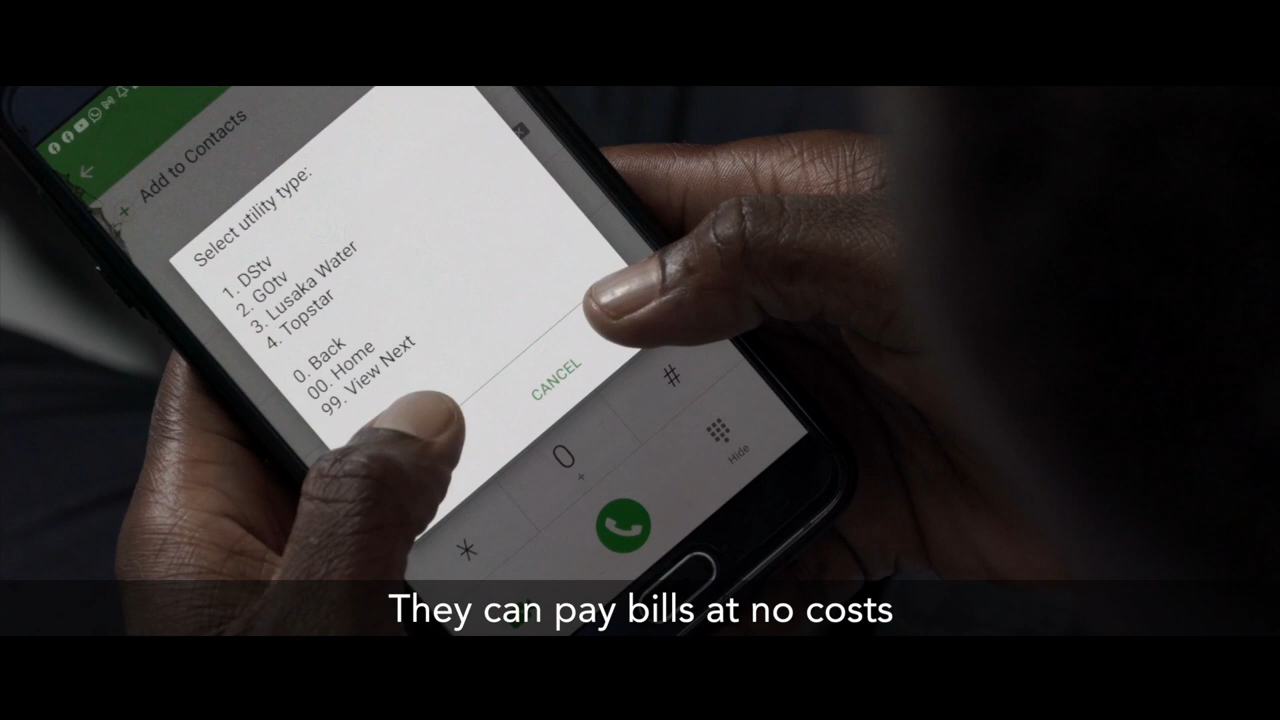 + Add to Contacts
Select utility type:
1. DStv
2. GOtv
3. Lusaka Water
4. Topstar
0. Back
00. Home
99. View Next
CANCEL
#
0
+
Hide
*
They can pay bills at no costs